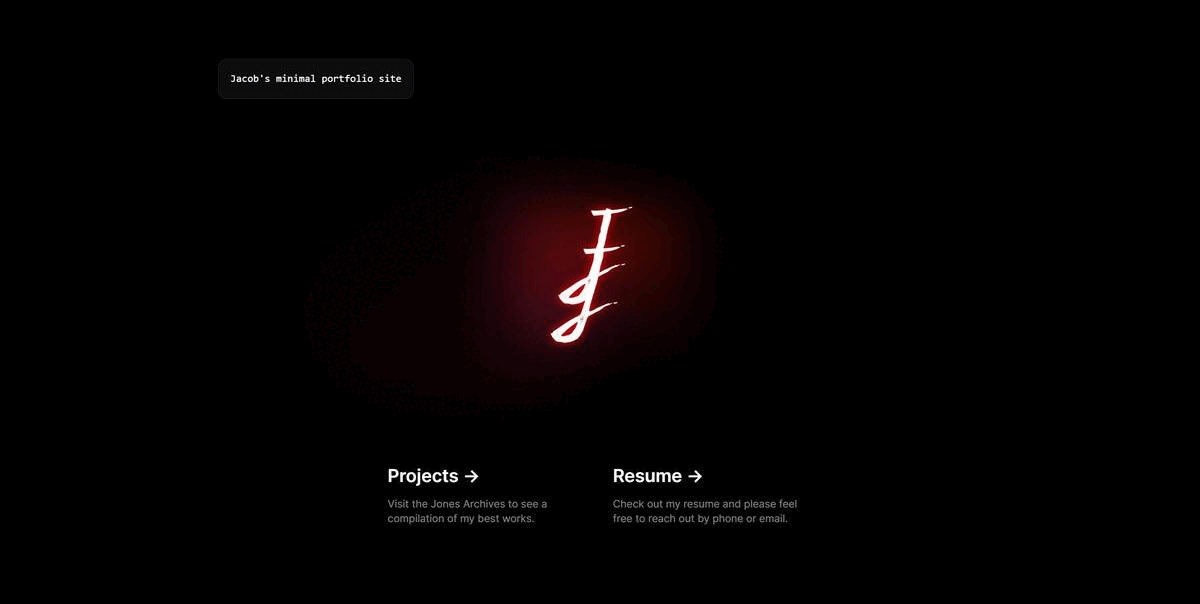 Jacob's minimal portfolio site
Projects →
Visit the Jones Archives to see a
compilation of my best works.
Resume →
Check out my resume and please feel
free to reach out by phone or email.